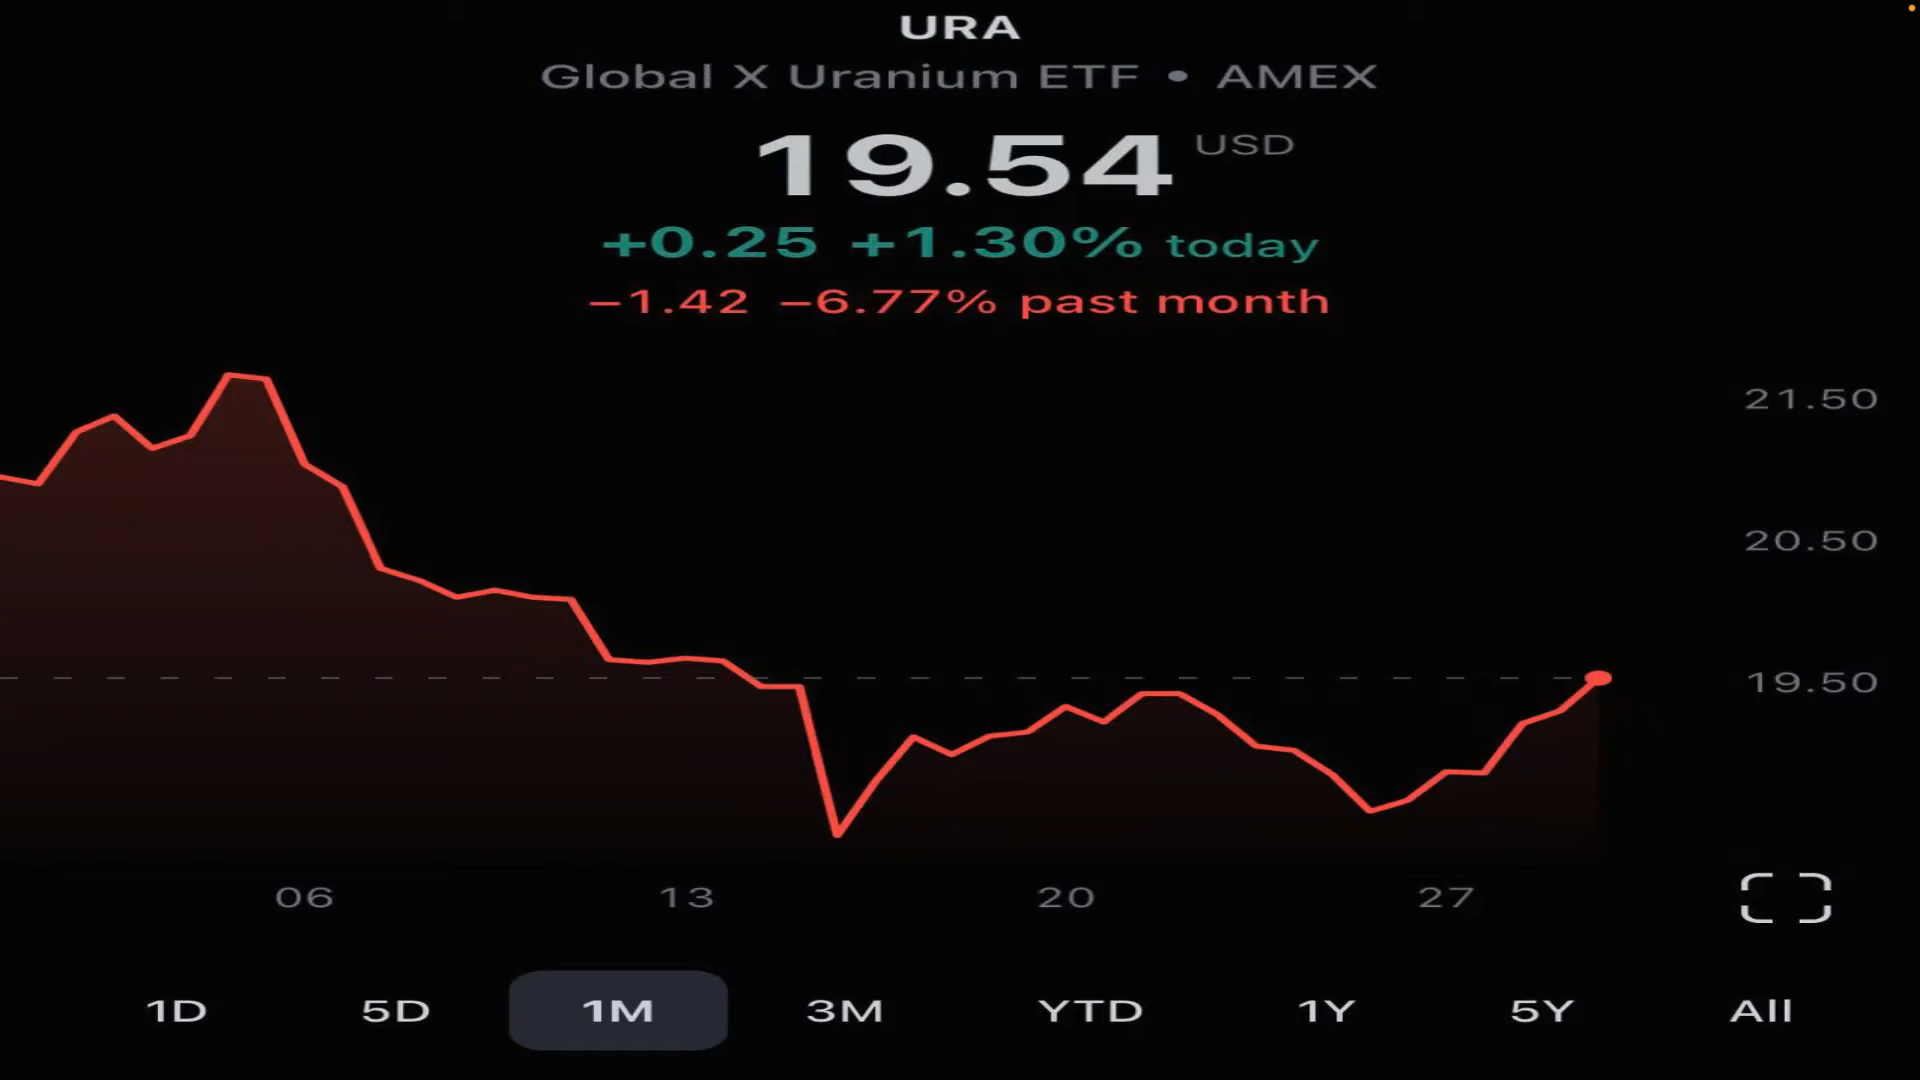 URA
Global X Uranium ETF • AMEX
19.54 USD
+0.25 +1.30% today
−1.42 −6.77% past month
21.50
20.50
19.50
06 13 20 27
1D 5D 1M 3M YTD 1Y 5Y All